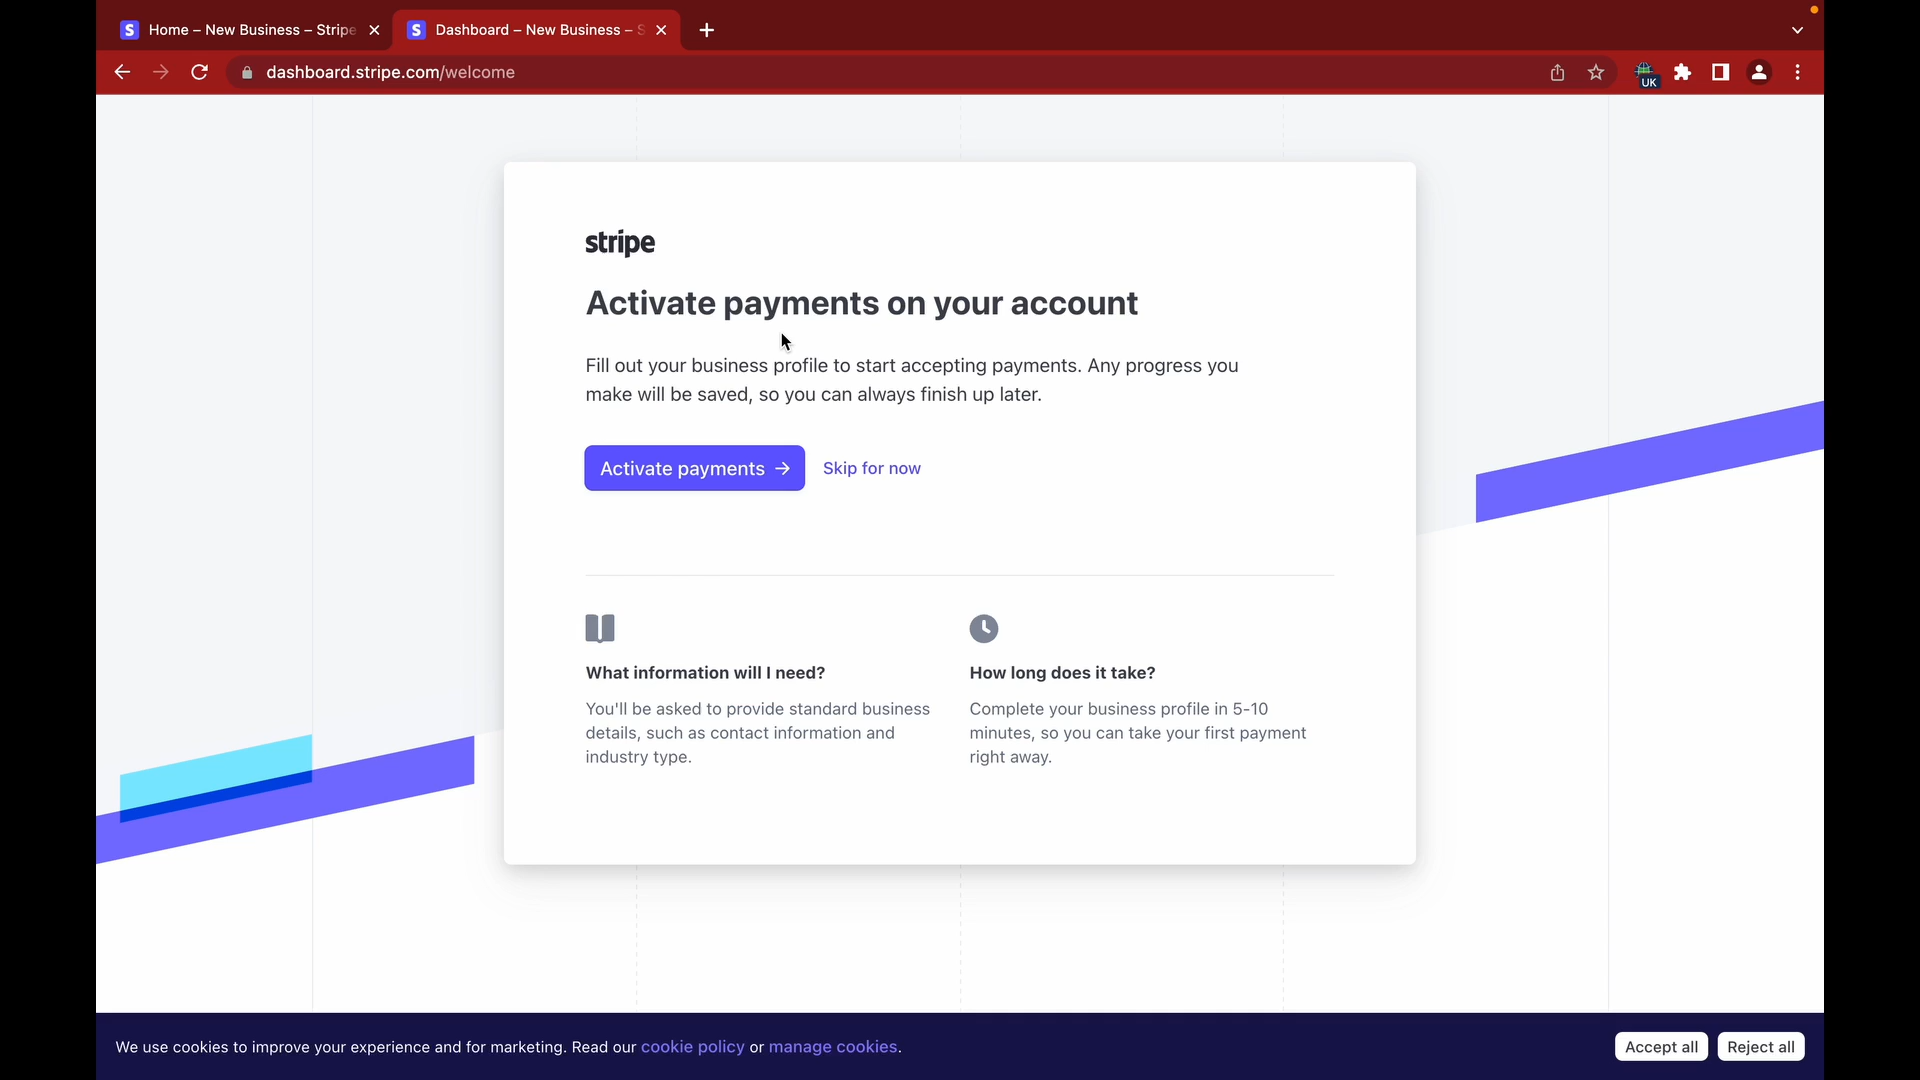 Home – New Business – Stripe
Dashboard – New Business – S
dashboard.stripe.com/welcome
UK
stripe
Activate payments on your account
Fill out your business profile to start accepting payments. Any progress you
make will be saved, so you can always finish up later.
Activate payments →
Skip for now
What information will I need?
You'll be asked to provide standard business
details, such as contact information and
industry type.
How long does it take?
Complete your business profile in 5-10
minutes, so you can take your first payment
right away.
We use cookies to improve your experience and for marketing. Read our cookie policy or manage cookies.
Accept all
Reject all